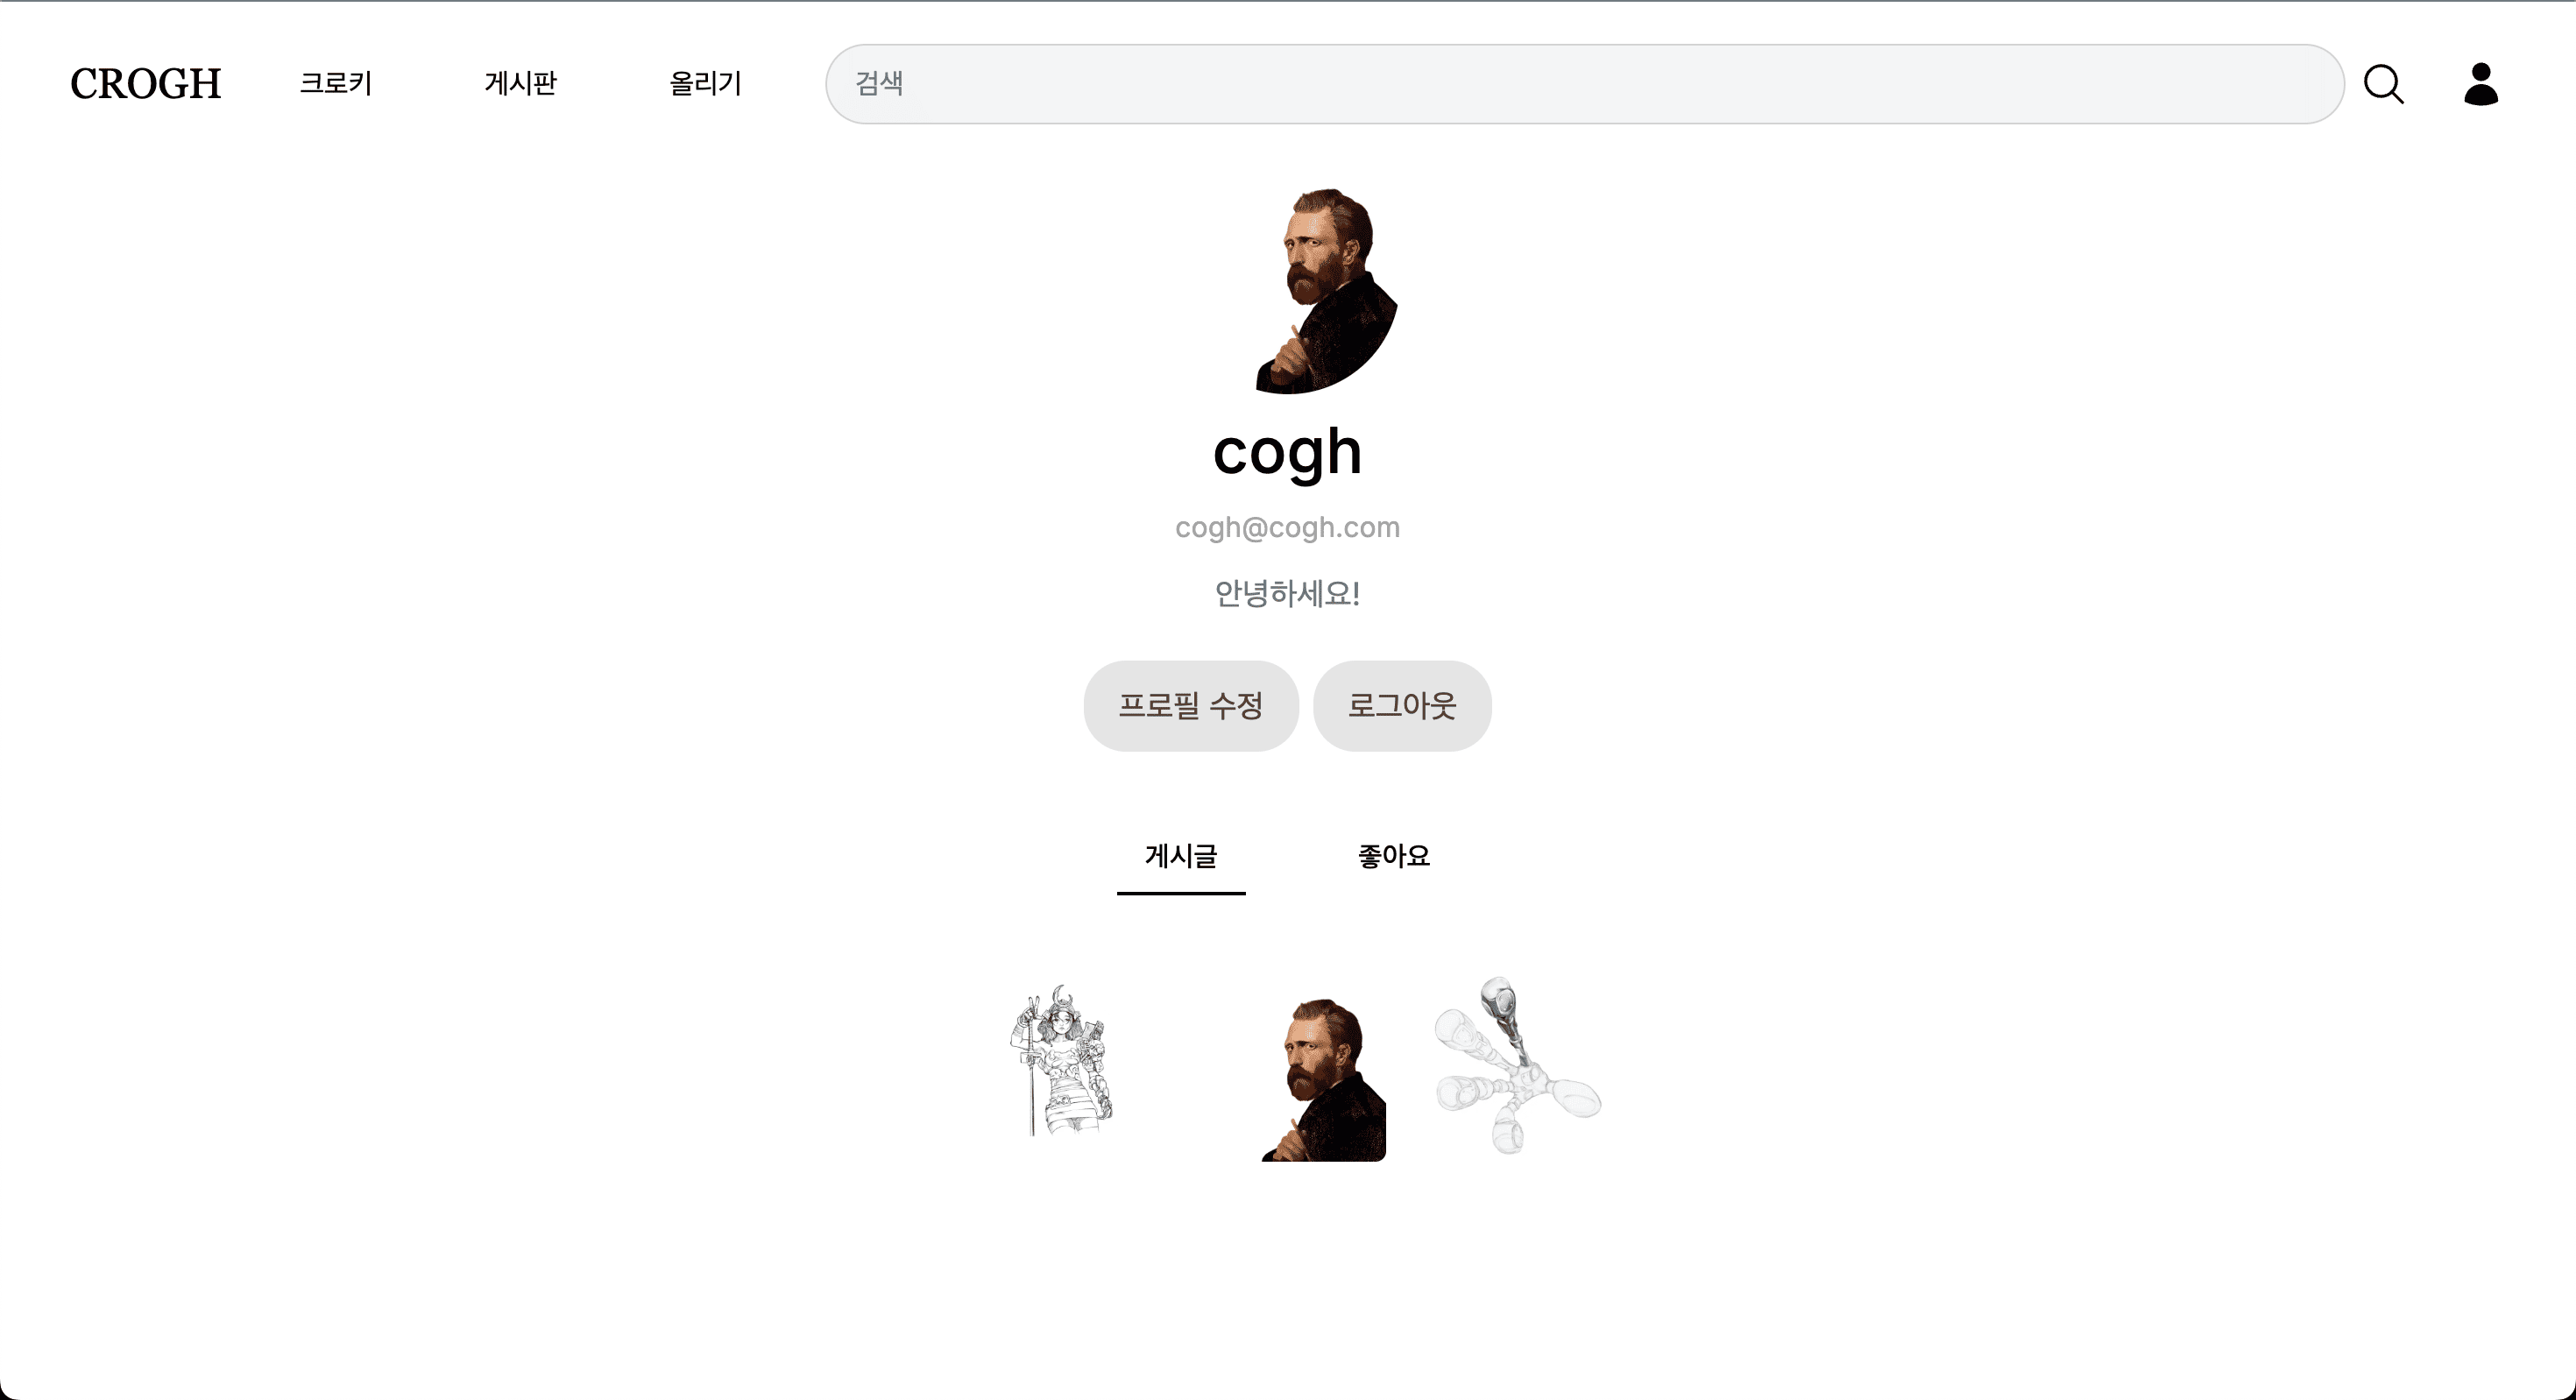 CROGH 크로키 게시판 올리기 검색
cogh
cogh@cogh.com
안녕하세요!
프로필 수정 로그아웃
게시글 좋아요